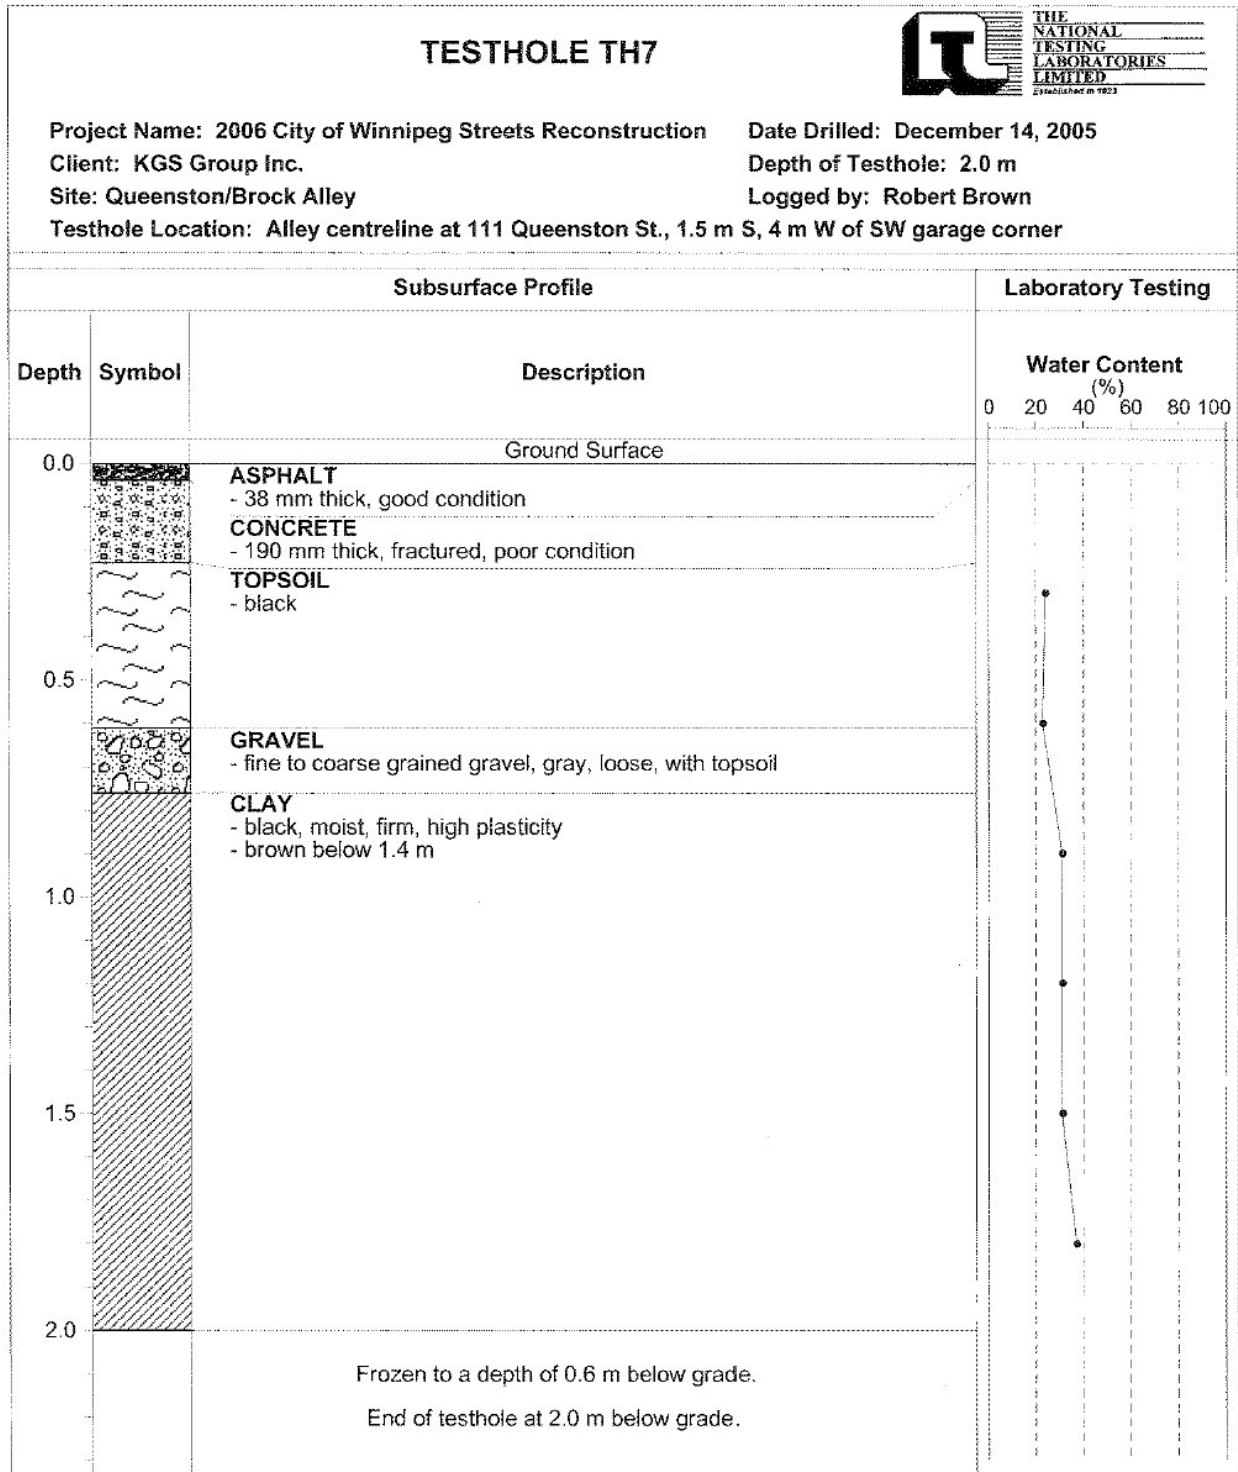 TESTHOLE TH7
THE
NATIONAL
TESTING
LABORATORIES
LIMITED
Established in 1923
Project Name: 2006 City of Winnipeg Streets Reconstruction
Date Drilled: December 14, 2005
Client: KGS Group Inc.
Depth of Testhole: 2.0 m
Site: Queenston/Brock Alley
Logged by: Robert Brown
Testhole Location: Alley centreline at 111 Queenston St., 1.5 m S, 4 m W of SW garage corner
Subsurface Profile
Laboratory Testing
Depth
Symbol
Description
Water Content
(%)
0 20 40 60 80 100
Ground Surface
0.0
ASPHALT
- 38 mm thick, good condition
CONCRETE
- 190 mm thick, fractured, poor condition
TOPSOIL
- black
0.5
GRAVEL
- fine to coarse grained gravel, gray, loose, with topsoil
CLAY
- black, moist, firm, high plasticity
- brown below 1.4 m
1.0
1.5
2.0
Frozen to a depth of 0.6 m below grade.
End of testhole at 2.0 m below grade.